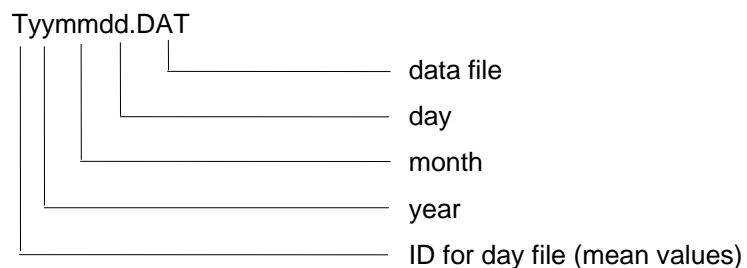 Tyymmdd.DAT
data file
day
month
year
ID for day file (mean values)